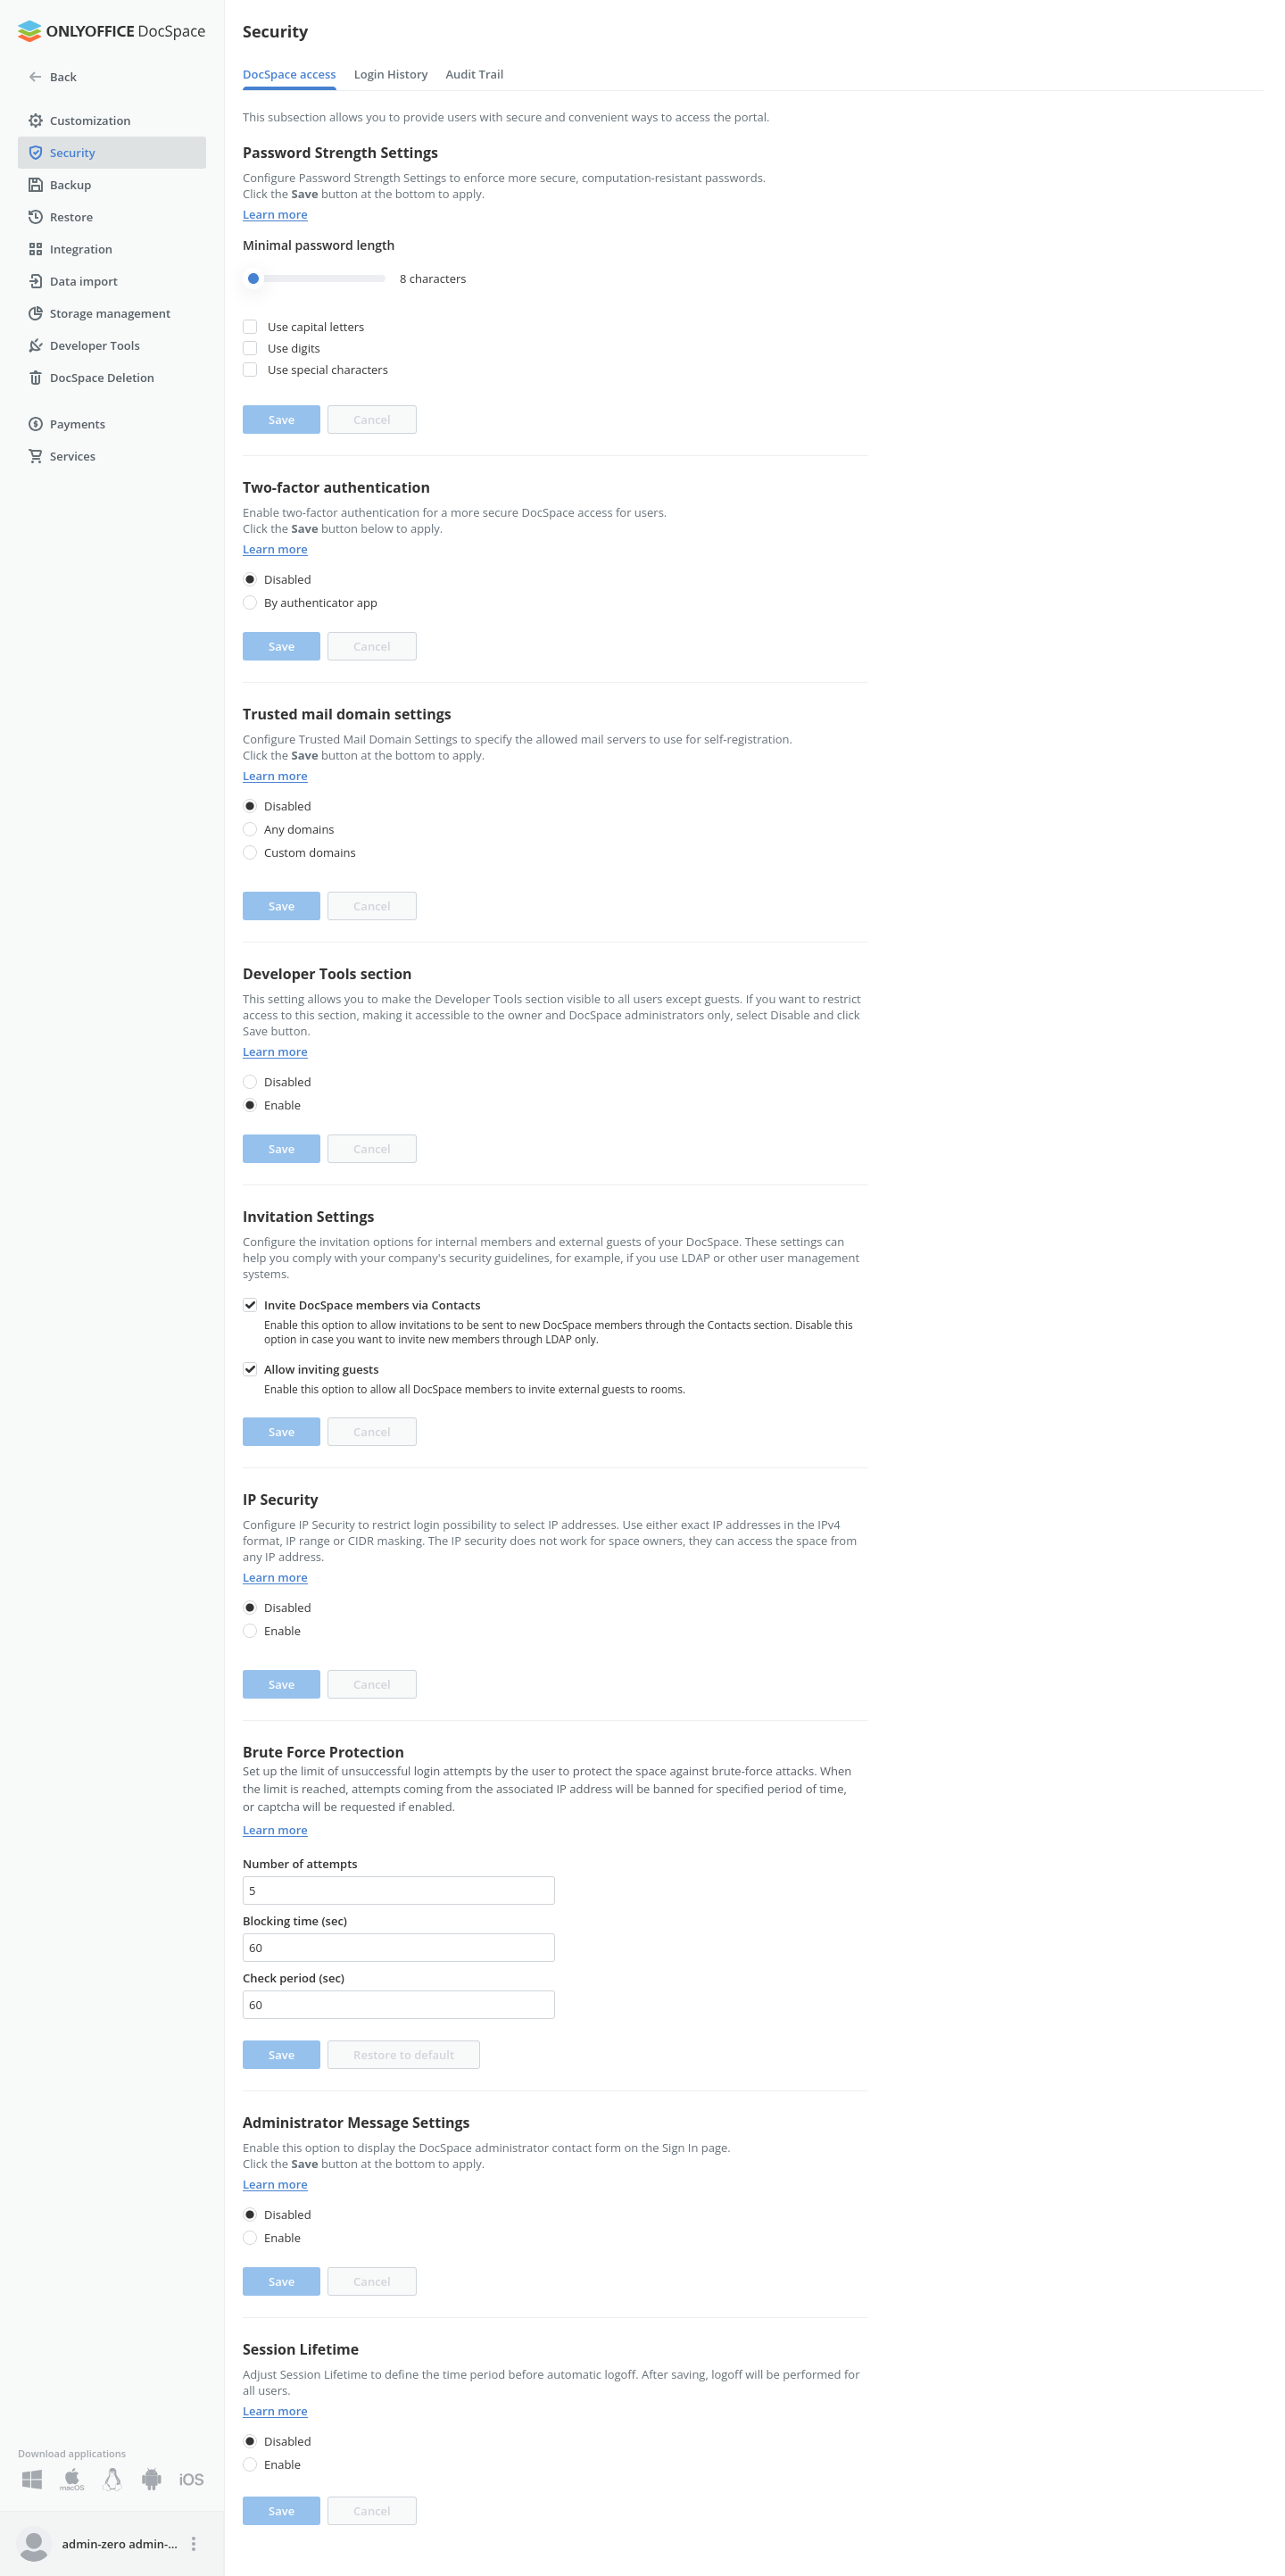 ONLYOFFICE DocSpace
Back
Customization
Security
Backup
Restore
Integration
Data import
Storage management
Developer Tools
DocSpace Deletion
Payments
Services
Download applications
macOS
iOS
admin-zero admin-...
Security
DocSpace access Login History Audit Trail
This subsection allows you to provide users with secure and convenient ways to access the portal.
Password Strength Settings
Configure Password Strength Settings to enforce more secure, computation-resistant passwords.
Click the Save button at the bottom to apply.
Learn more
Minimal password length
8 characters
Use capital letters
Use digits
Use special characters
Save Cancel
Two-factor authentication
Enable two-factor authentication for a more secure DocSpace access for users.
Click the Save button below to apply.
Learn more
Disabled
By authenticator app
Save Cancel
Trusted mail domain settings
Configure Trusted Mail Domain Settings to specify the allowed mail servers to use for self-registration.
Click the Save button at the bottom to apply.
Learn more
Disabled
Any domains
Custom domains
Save Cancel
Developer Tools section
This setting allows you to make the Developer Tools section visible to all users except guests. If you want to restrict
access to this section, making it accessible to the owner and DocSpace administrators only, select Disable and click
Save button.
Learn more
Disabled
Enable
Save Cancel
Invitation Settings
Configure the invitation options for internal members and external guests of your DocSpace. These settings can
help you comply with your company's security guidelines, for example, if you use LDAP or other user management
systems.
Invite DocSpace members via Contacts
Enable this option to allow invitations to be sent to new DocSpace members through the Contacts section. Disable this
option in case you want to invite new members through LDAP only.
Allow inviting guests
Enable this option to allow all DocSpace members to invite external guests to rooms.
Save Cancel
IP Security
Configure IP Security to restrict login possibility to select IP addresses. Use either exact IP addresses in the IPv4
format, IP range or CIDR masking. The IP security does not work for space owners, they can access the space from
any IP address.
Learn more
Disabled
Enable
Save Cancel
Brute Force Protection
Set up the limit of unsuccessful login attempts by the user to protect the space against brute-force attacks. When
the limit is reached, attempts coming from the associated IP address will be banned for specified period of time,
or captcha will be requested if enabled.
Learn more
Number of attempts
5
Blocking time (sec)
60
Check period (sec)
60
Save Restore to default
Administrator Message Settings
Enable this option to display the DocSpace administrator contact form on the Sign In page.
Click the Save button at the bottom to apply.
Learn more
Disabled
Enable
Save Cancel
Session Lifetime
Adjust Session Lifetime to define the time period before automatic logoff. After saving, logoff will be performed for
all users.
Learn more
Disabled
Enable
Save Cancel